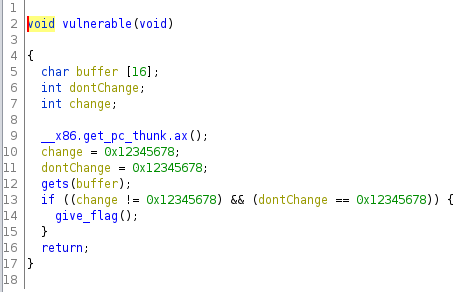 1
2 void vulnerable(void)
3
4 {
5 char buffer [16];
6 int dontChange;
7 int change;
8
9 __x86.get_pc_thunk.ax();
10 change = 0x12345678;
11 dontChange = 0x12345678;
12 gets(buffer);
13 if ((change != 0x12345678) && (dontChange == 0x12345678)) {
14 give_flag();
15 }
16 return;
17 }
18